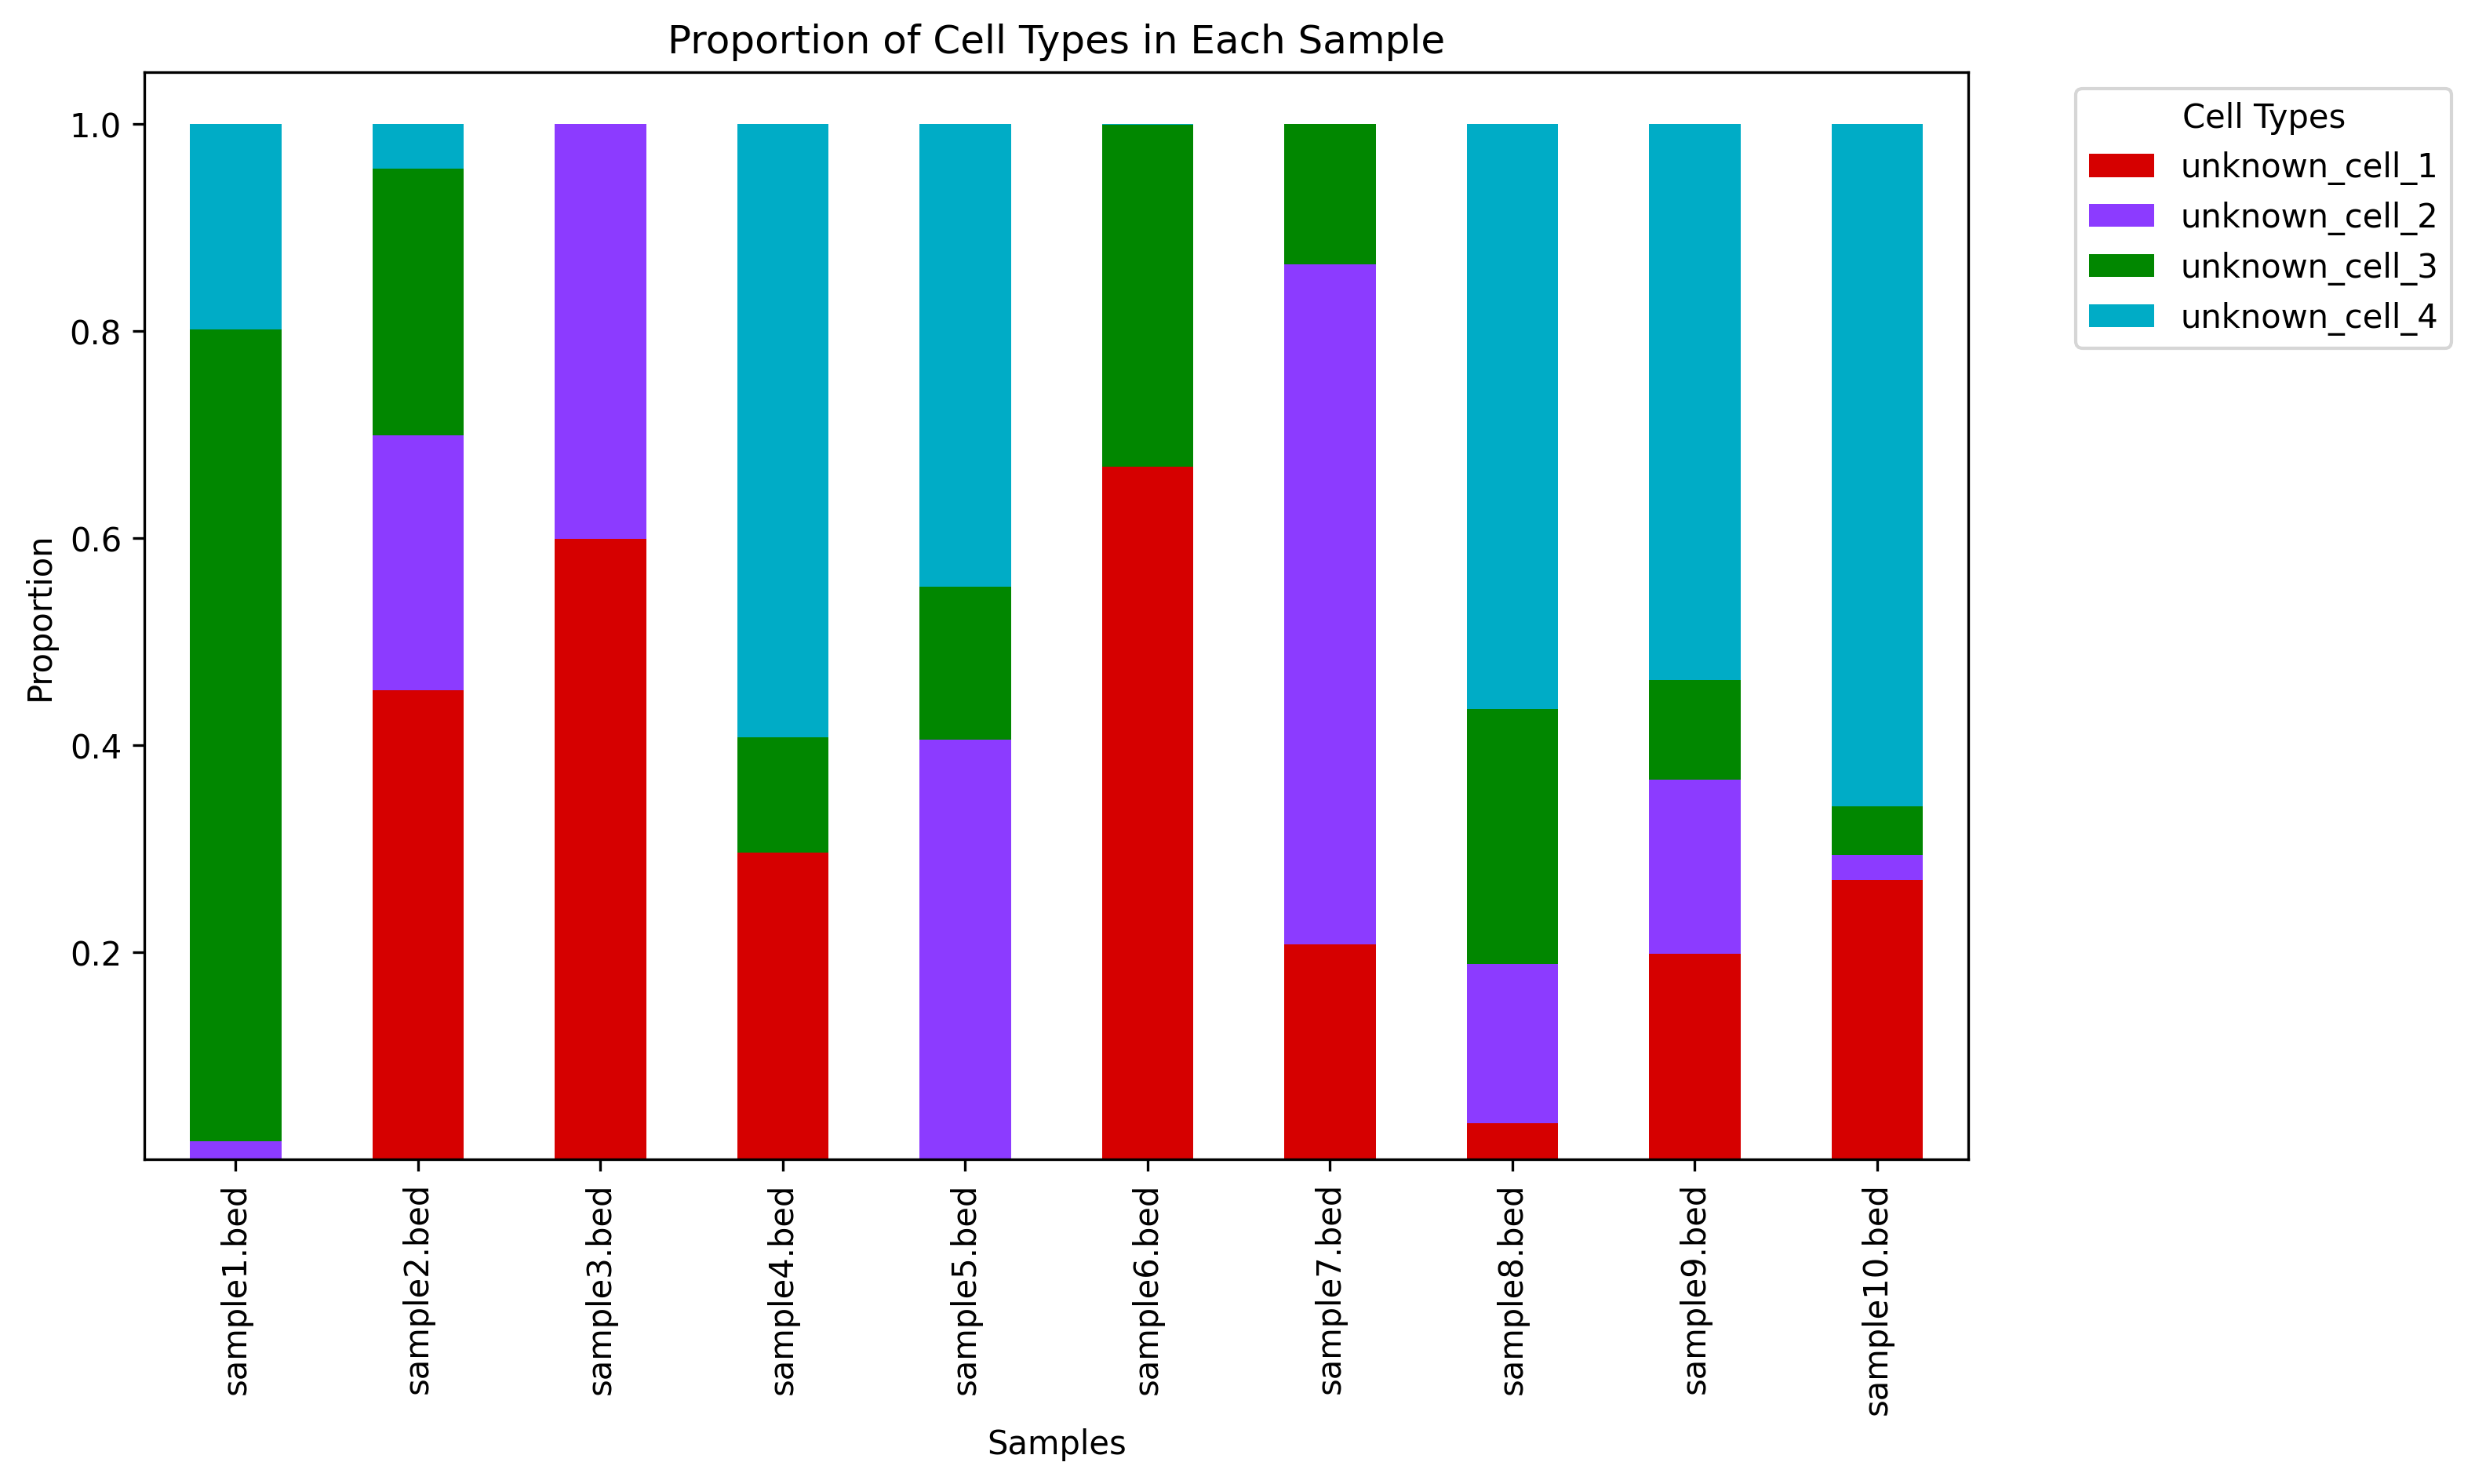 Proportion of Cell Types in Each Sample
Proportion
1.0
0.8
0.6
0.4
0.2
sample1.bed
sample2.bed
sample3.bed
sample4.bed
sample5.bed
sample6.bed
sample7.bed
sample8.bed
sample9.bed
sample10.bed
Samples
Cell Types
unknown_cell_1
unknown_cell_2
unknown_cell_3
unknown_cell_4